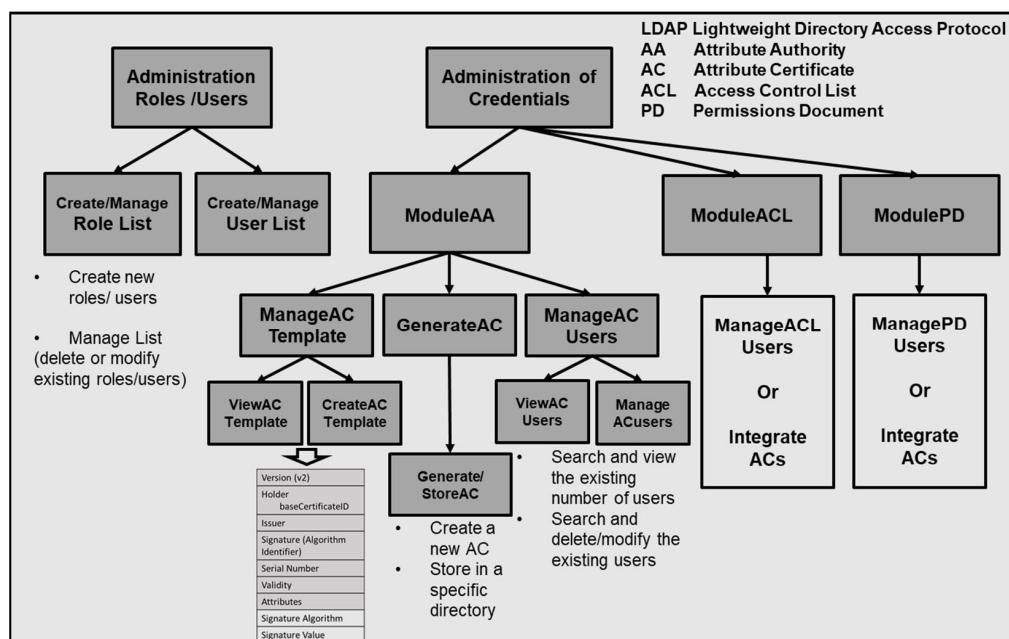 LDAP Lightweight Directory Access Protocol
AA Attribute Authority
AC Attribute Certificate
ACL Access Control List
PD Permissions Document
Administration
Roles /Users
Administration of
Credentials
Create/Manage
Role List
Create/Manage
User List
ModuleAA
ModuleACL
ModulePD
• Create new
roles/ users
• Manage List
(delete or modify
existing roles/users)
ManageAC
Template
GenerateAC
ManageAC
Users
ManageACL
Users
Or
Integrate
ACs
ManagePD
Users
Or
Integrate
ACs
ViewAC
Template
CreateAC
Template
ViewAC
Users
Manage
ACusers
Generate/
StoreAC
• Search and view
the existing
number of users
• Search and
delete/modify the
existing users
• Create a
new AC
• Store in a
specific
directory
Version (v2)
Holder
baseCertificateID
Issuer
Signature (Algorithm
Identifier)
Serial Number
Validity
Attributes
Signature Algorithm
Signature Value